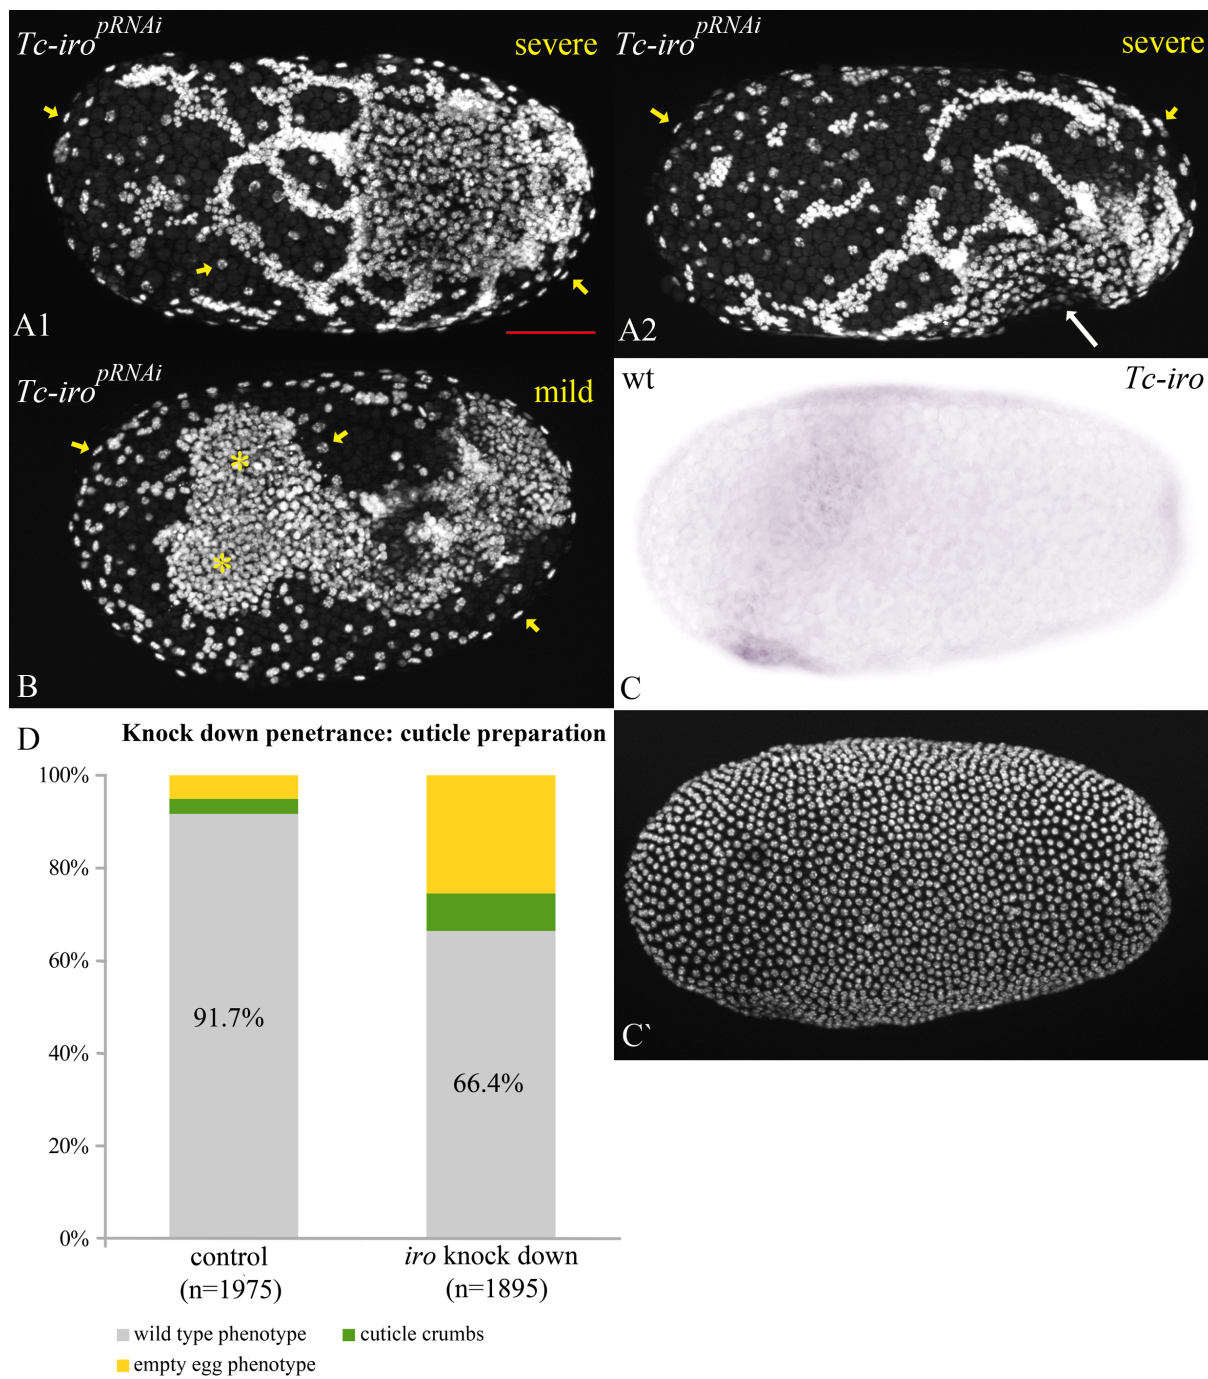 Tc-iro pRNAi
severe
A1
Tc-iro pRNAi
severe
A2
Tc-iro pRNAi
mild
* *
B
wt
Tc-iro
C
C`
D
Knock down penetrance: cuticle preparation
100%
80%
60%
40%
20%
0%
91.7%
66.4%
control
(n=1975)
iro knock down
(n=1895)
wild type phenotype
cuticle crumbs
empty egg phenotype